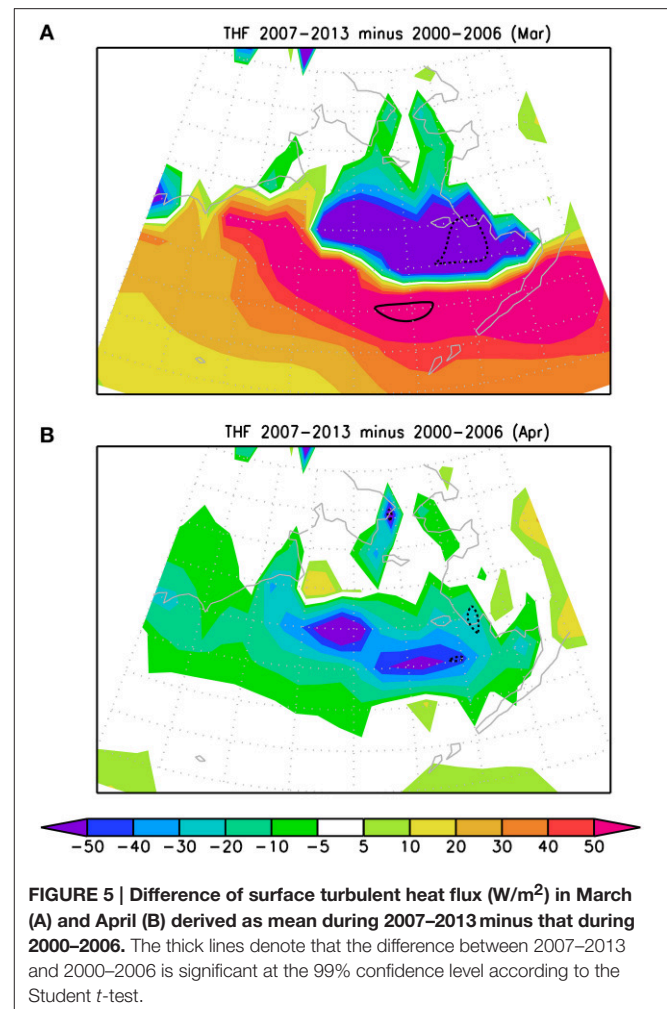 A
THF 2007−2013 minus 2000−2006 (Mar)
B
THF 2007−2013 minus 2000−2006 (Apr)
−50 −40 −30 −20 −10 −5 5 10 20 30 40 50
FIGURE 5 | Difference of surface turbulent heat flux (W/m²) in March
(A) and April (B) derived as mean during 2007–2013 minus that during
2000–2006. The thick lines denote that the difference between 2007–2013
and 2000–2006 is significant at the 99% confidence level according to the
Student t-test.